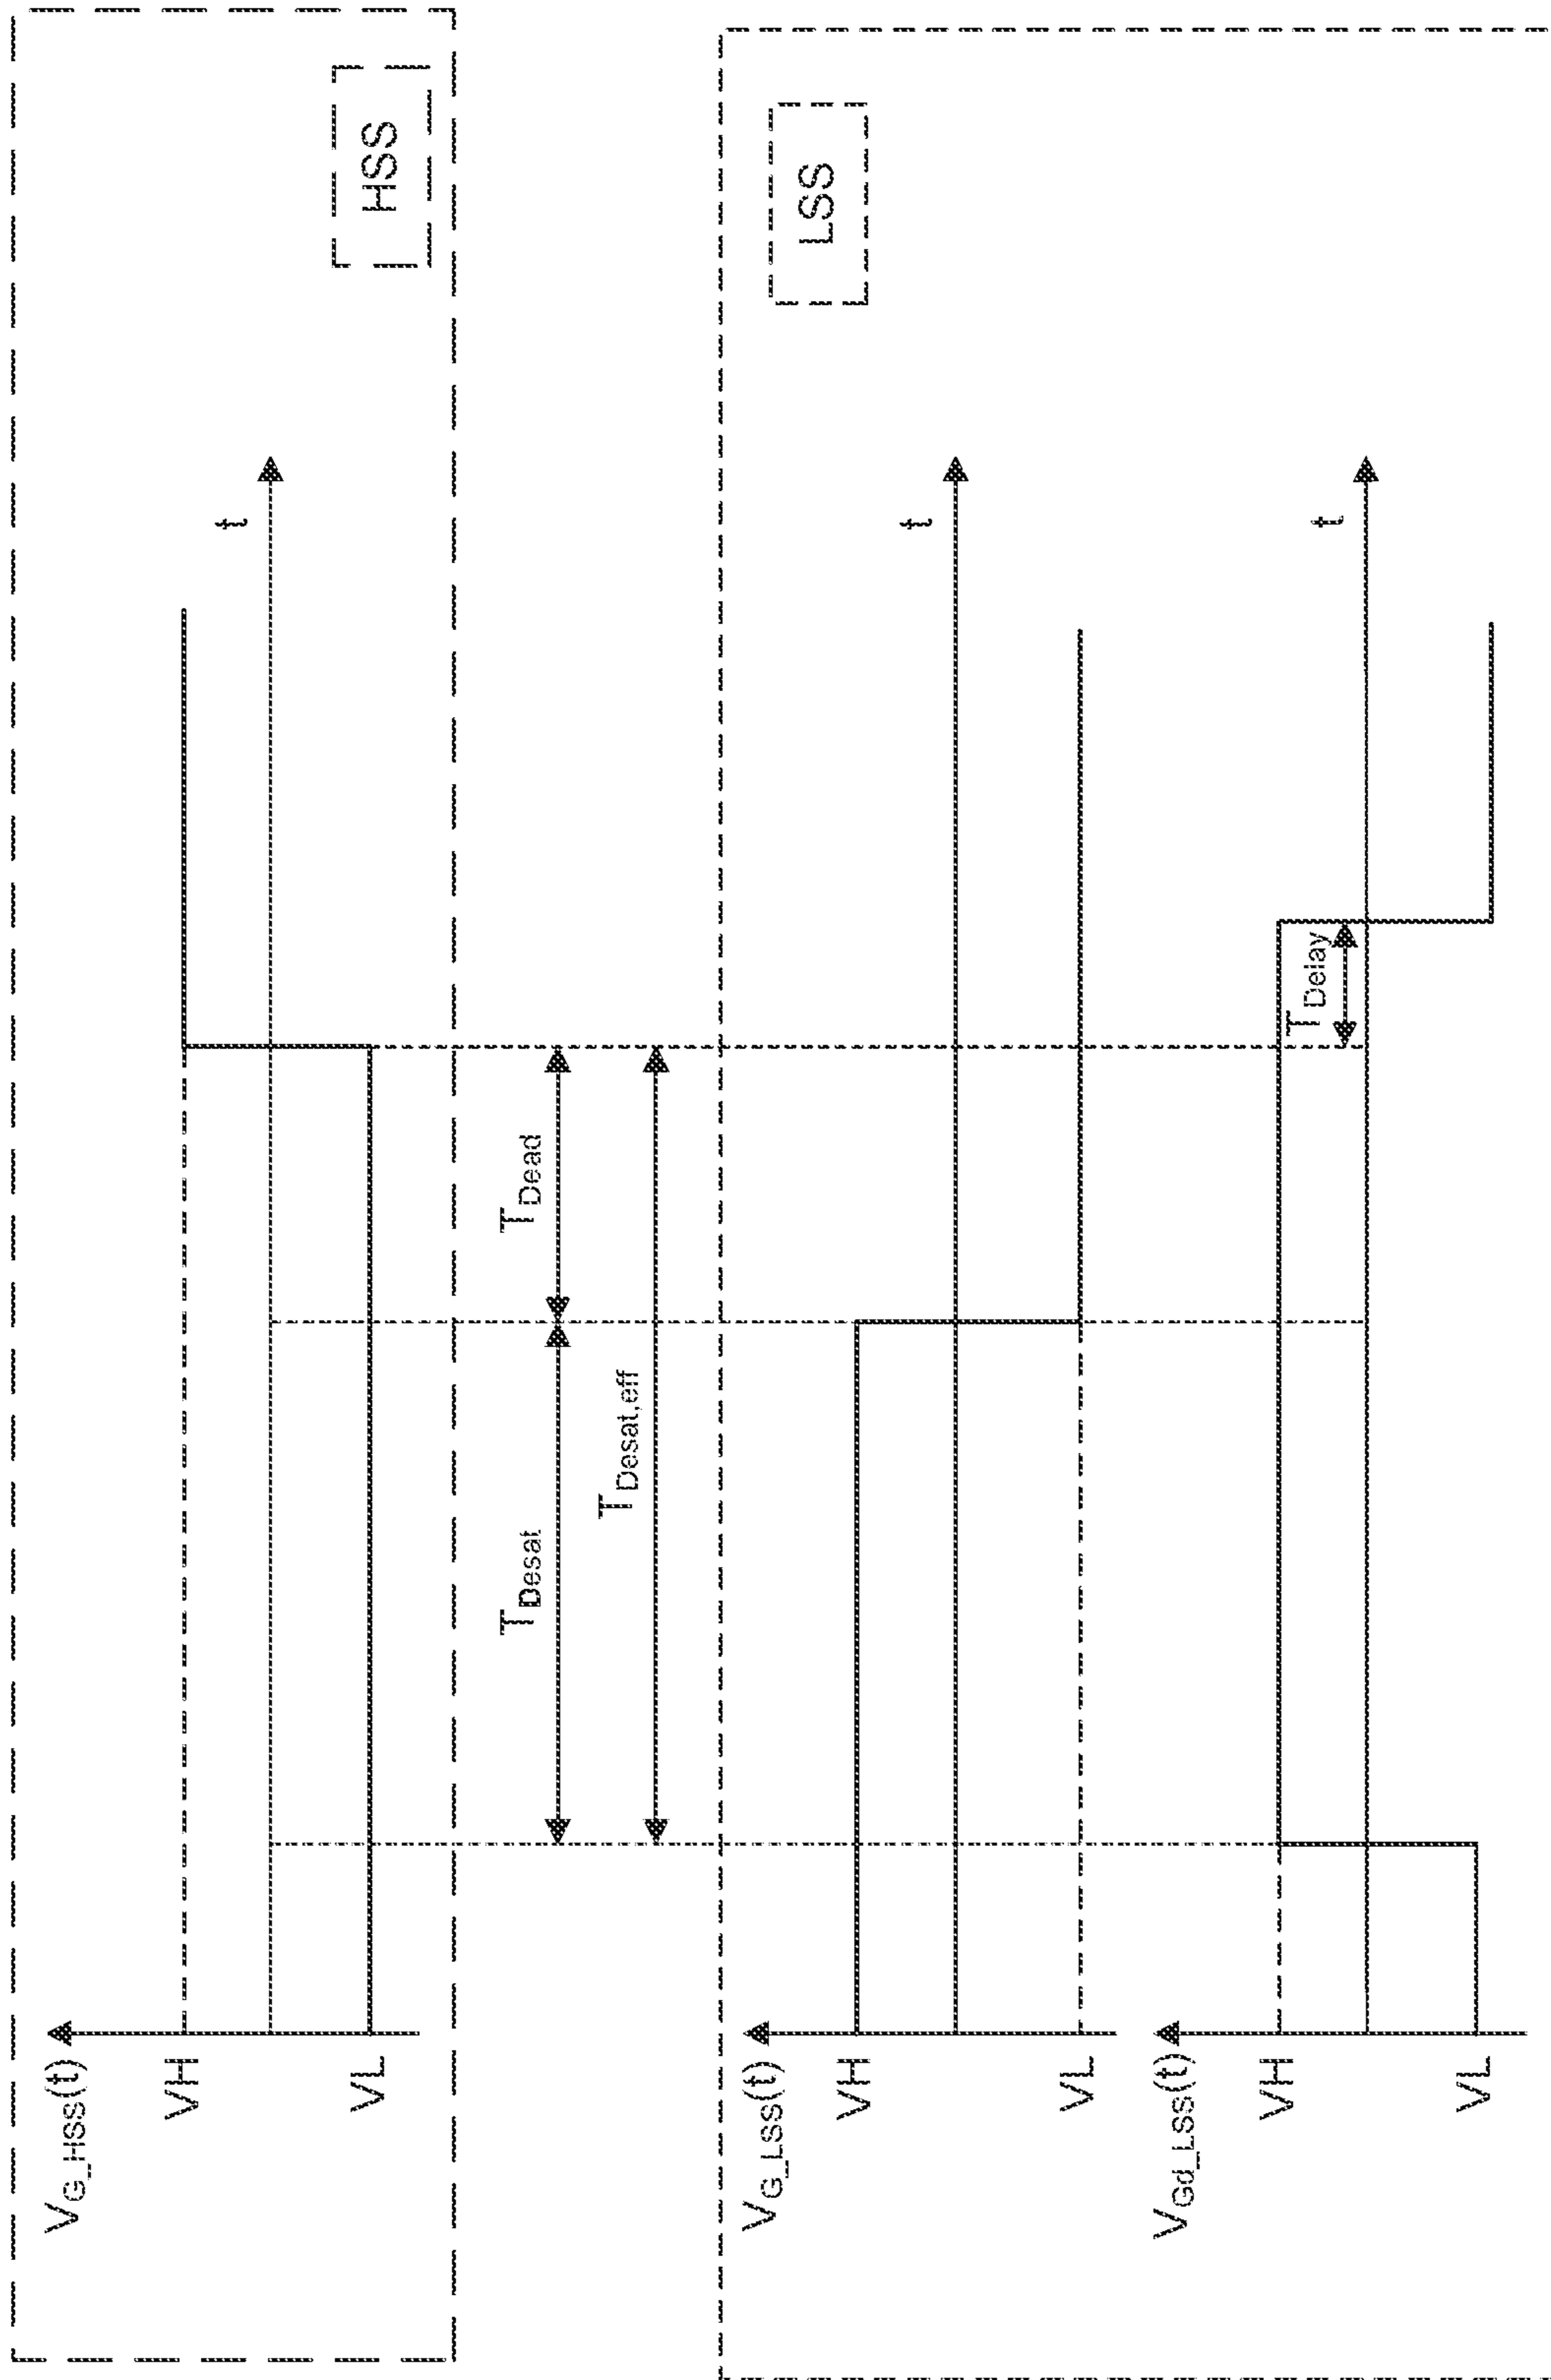 V_G_HSS(t)
VH
VL
t
HSS
T_Desat
T_Dead
T_Desat,eff
V_G_LSS(t)
VH
VL
t
LSS
V_Gd_LSS(t)
VH
VL
T_Delay
t